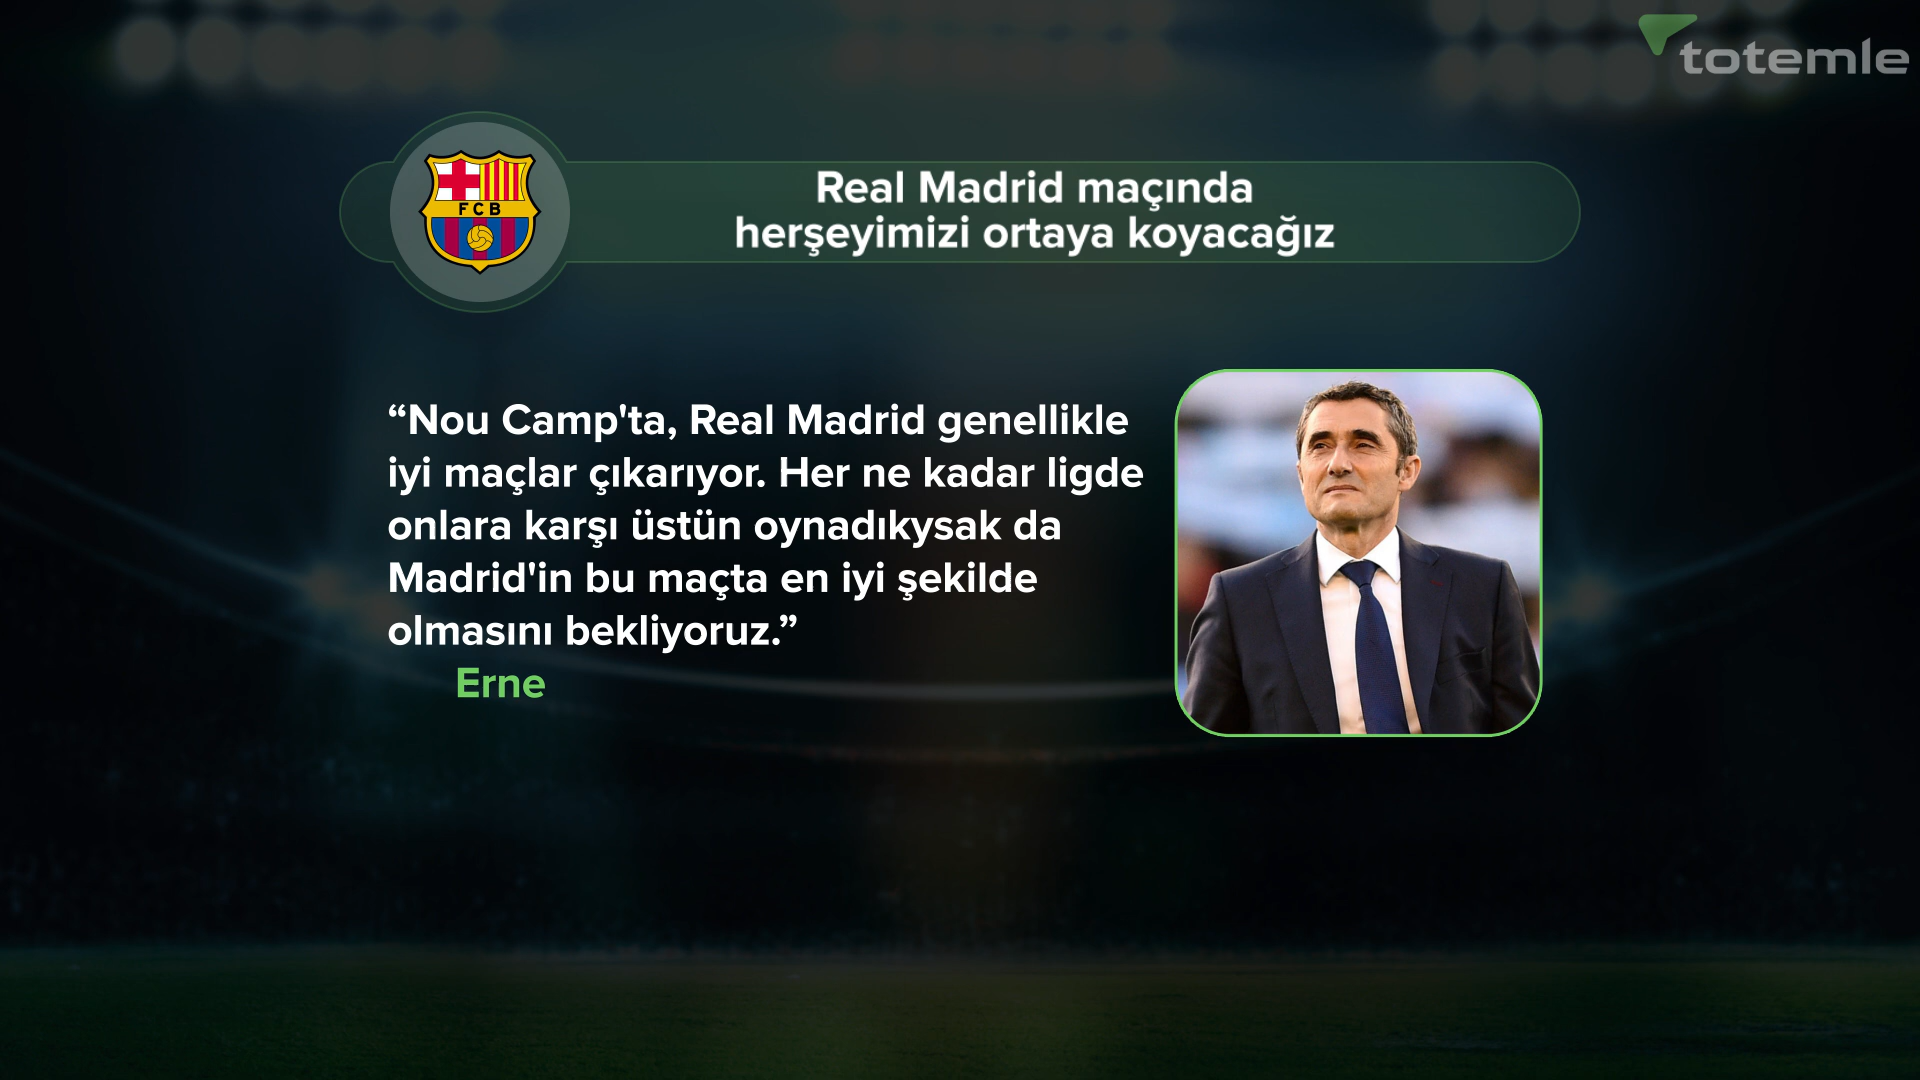 totemle
FCB
Real Madrid maçında
herşeyimizi ortaya koyacağız
“Nou Camp'ta, Real Madrid genellikle
iyi maçlar çıkarıyor. Her ne kadar ligde
onlara karşı üstün oynadıkysak da
Madrid'in bu maçta en iyi şekilde
olmasını bekliyoruz.”
Erne